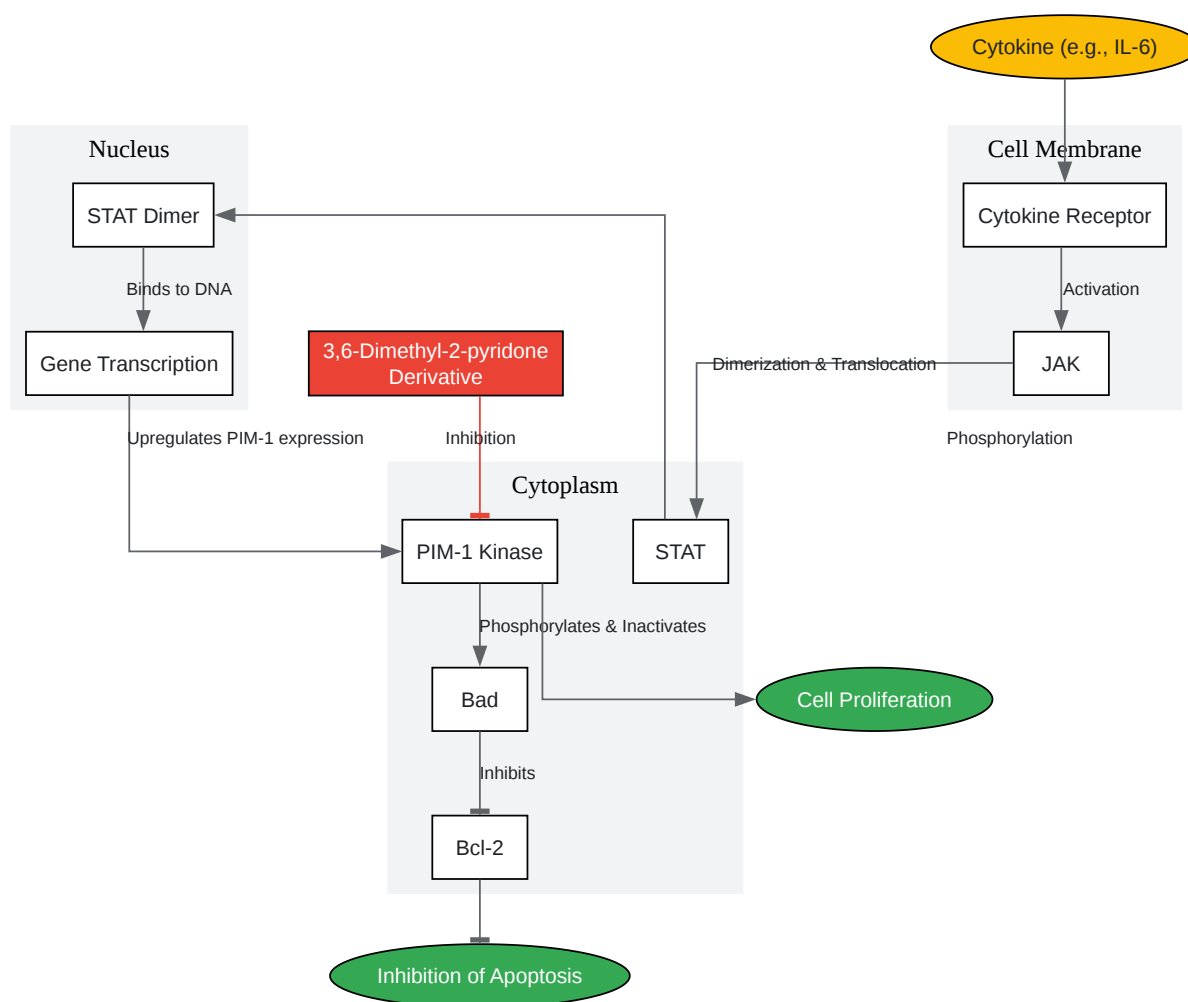 Cytokine (e.g., IL-6)
Nucleus
Cell Membrane
STAT Dimer
Cytokine Receptor
Binds to DNA
Activation
Gene Transcription
3,6-Dimethyl-2-pyridone
Derivative
Dimerization & Translocation
JAK
Upregulates PIM-1 expression
Inhibition
Phosphorylation
Cytoplasm
PIM-1 Kinase
STAT
Phosphorylates & Inactivates
Bad
Cell Proliferation
Inhibits
Bcl-2
Inhibition of Apoptosis